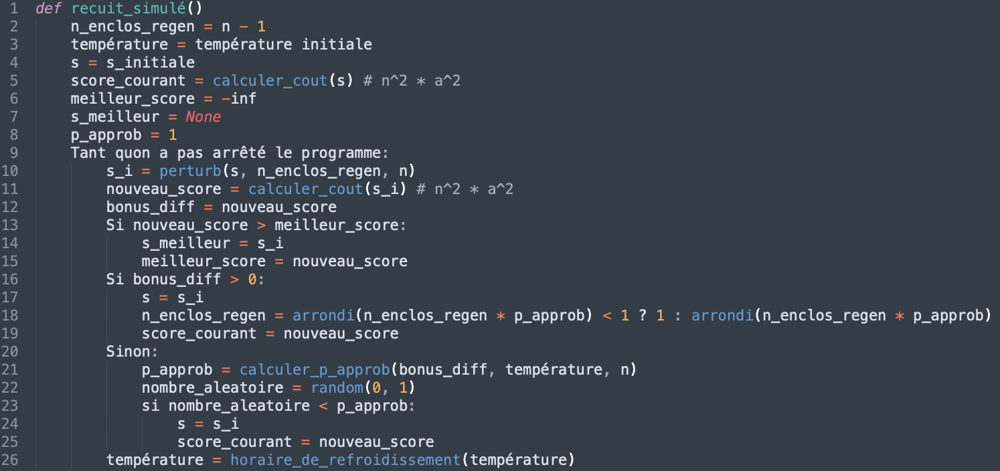 1 def recuit_simulé()
2 n_enclos_regen = n - 1
3 température = température initiale
4 s = s_initiale
5 score_courant = calculer_cout(s) # n^2 * a^2
6 meilleur_score = -inf
7 s_meilleur = None
8 p_approb = 1
9 Tant quon a pas arrêté le programme:
10 s_i = perturb(s, n_enclos_regen, n)
11 nouveau_score = calculer_cout(s_i) # n^2 * a^2
12 bonus_diff = nouveau_score
13 Si nouveau_score > meilleur_score:
14 s_meilleur = s_i
15 meilleur_score = nouveau_score
16 Si bonus_diff > 0:
17 s = s_i
18 n_enclos_regen = arrondi(n_enclos_regen * p_approb) < 1 ? 1 : arrondi(n_enclos_regen * p_approb)
19 score_courant = nouveau_score
20 Sinon:
21 p_approb = calculer_p_approb(bonus_diff, température, n)
22 nombre_aleatoire = random(0, 1)
23 si nombre_aleatoire < p_approb:
24 s = s_i
25 score_courant = nouveau_score
26 température = horaire_de_refroidissement(température)